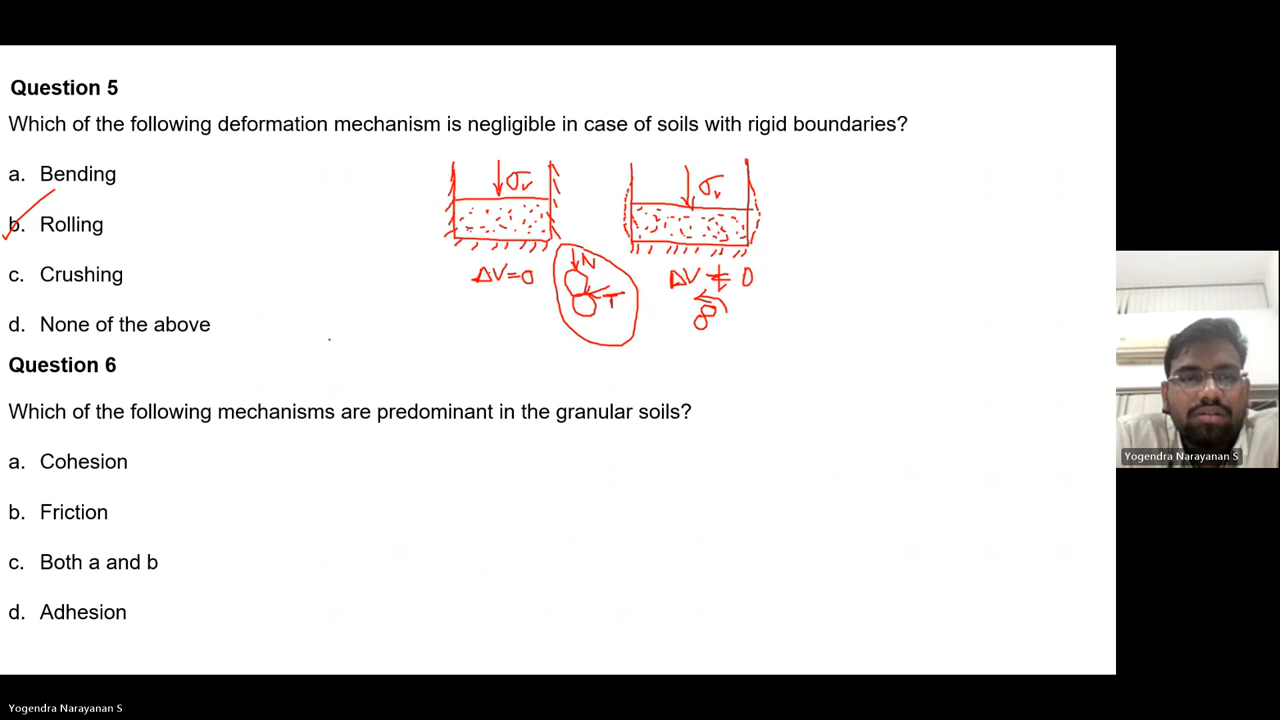 Question 5
Which of the following deformation mechanism is negligible in case of soils with rigid boundaries?
a. Bending
b. Rolling
c. Crushing
d. None of the above
σv
σv
ΔV=0
N
T
ΔV ≠ 0
Question 6
Which of the following mechanisms are predominant in the granular soils?
a. Cohesion
b. Friction
c. Both a and b
d. Adhesion
Yogendra Narayanan S
Yogendra Narayanan S